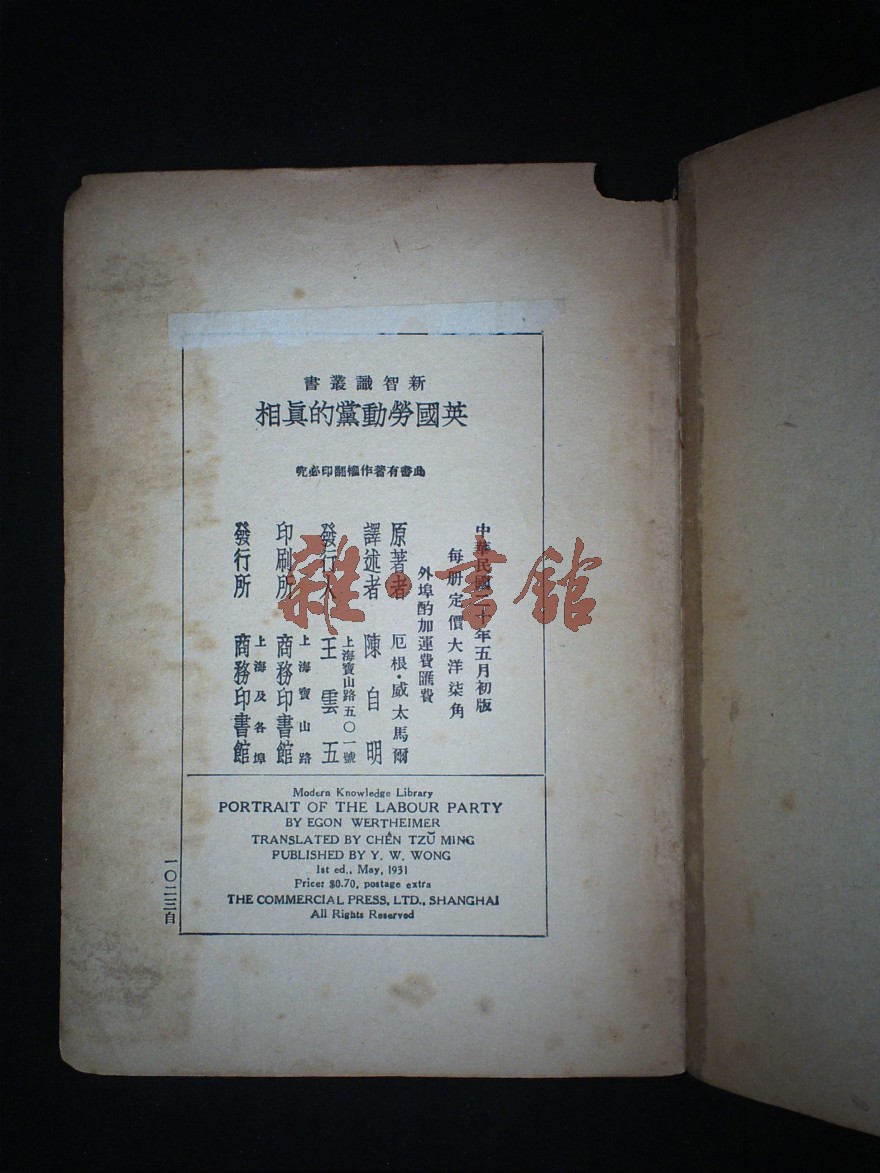 新智識叢書
英國勞動黨的眞相
此書有著作權翻印必究
中華民國二十年五月初版
每册定價大洋柒角
外埠酌加運費匯費
原著者 厄根·威太馬爾
譯述者 陳自明
上海寶山路五〇一號
發行人 王雲五
上海寶山路
印刷所 商務印書館
上海及各埠
發行所 商務印書館
Modern Knowledge Library
PORTRAIT OF THE LABOUR PARTY
BY EGON WERTHEIMER
TRANSLATED BY CHÊN TZŬ MING
PUBLISHED BY Y. W. WONG
1st ed., May, 1931
Price: $0.70, postage extra
THE COMMERCIAL PRESS, LTD., SHANGHAI
All Rights Reserved
一〇二三自
雜·書館